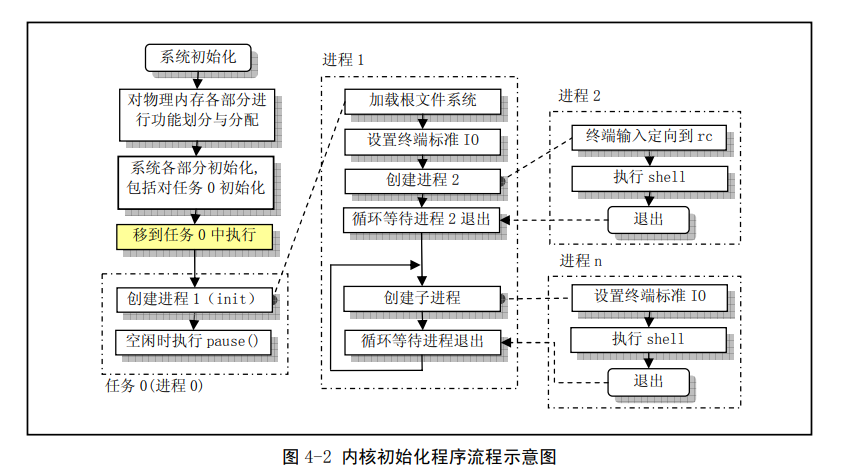 系统初始化
对物理内存各部分进
行功能划分与分配
系统各部分初始化,
包括对任务 0 初始化
移到任务 0 中执行
创建进程 1（init）
空闲时执行 pause()
任务 0(进程 0)
进程 1
加载根文件系统
设置终端标准 IO
创建进程 2
循环等待进程 2 退出
创建子进程
循环等待进程退出
进程 2
终端输入定向到 rc
执行 shell
退出
进程 n
设置终端标准 IO
执行 shell
退出
图 4-2 内核初始化程序流程示意图